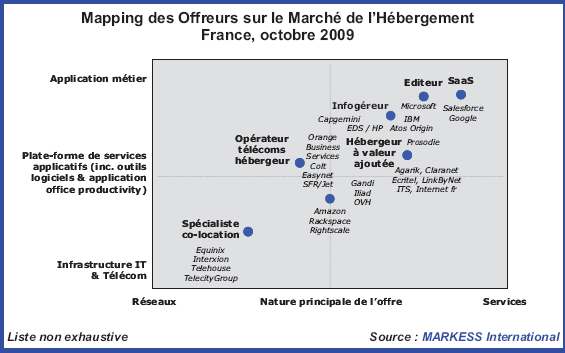 Mapping des Offreurs sur le Marché de l'Hébergement
France, octobre 2009
Application métier
Editeur
SaaS
Microsoft
Salesforce
Google
Infogéreur
Capgemini
IBM
EDS / HP
Atos Origin
Opérateur
télécoms
hébergeur
Orange
Business
Services
Colt
Easynet
SFR/Jet
Hébergeur
à valeur
ajoutée
Prosodie
Agarik, Claranet
Ecritel, LinkByNet
ITS, Internet fr
Plate-forme de services
applicatifs (inc. outils
logiciels & application
office productivity)
Gandi
Iliad
OVH
Amazon
Rackspace
Rightscale
Spécialiste
co-location
Equinix
Interxion
Telehouse
TelecityGroup
Infrastructure IT
& Télécom
Réseaux
Nature principale de l'offre
Services
Liste non exhaustive
Source : MARKESS International